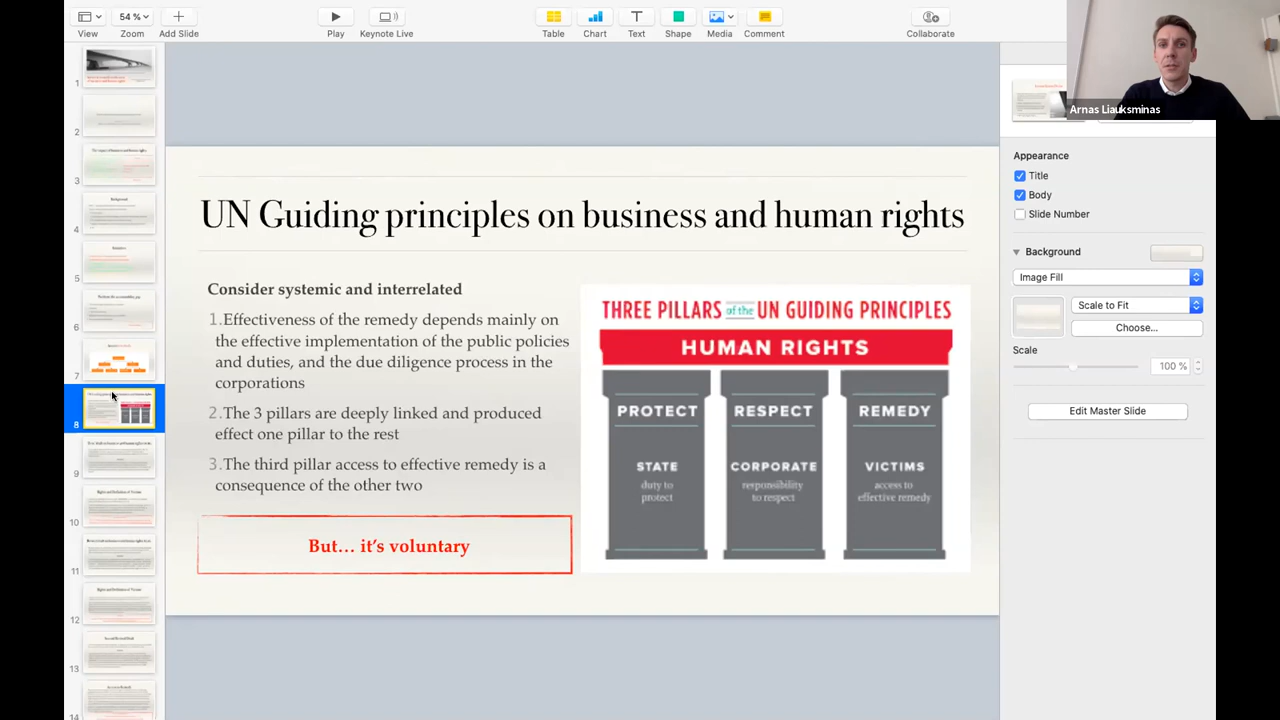 View
54 %
Zoom
Add Slide
Play
Keynote Live
Table
Chart
Text
Shape
Media
Comment
Collaborate
Arnas Liauksminas
1
2
3
4
5
6
7
8
9
10
11
12
13
14
Background
UN Guiding principles on business and human rights
Consider systemic and interrelated
1.Effectiveness of the remedy depends mainly on
the effective implementation of the public policies
and duties, and the due diligence process in the
corporations
2.The 3 pillars are deeply linked and produced
effect one pillar to the rest
3.The third pillar access to effective remedy is a
consequence of the other two
But... it's voluntary
THREE PILLARS of the UN GUIDING PRINCIPLES
HUMAN RIGHTS
PROTECT
STATE
duty to
protect
RESPECT
CORPORATE
responsibility
to respect
REMEDY
VICTIMS
access to
effective remedy
Appearance
Title
Body
Slide Number
Background
Image Fill
Scale to Fit
Choose...
Scale
100 %
Edit Master Slide